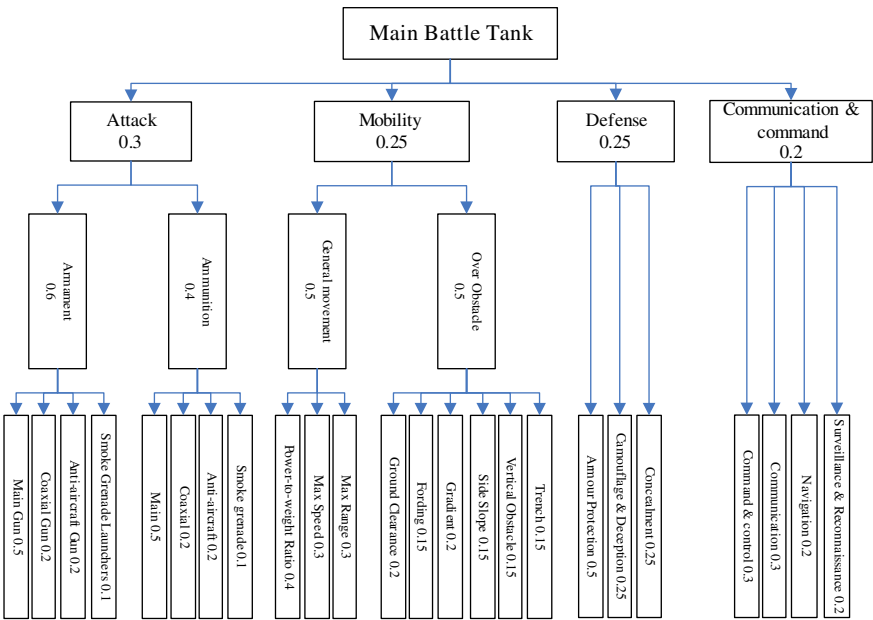 Main Battle Tank
Attack
0.3
Mobility
0.25
Defense
0.25
Communication &
command
0.2
Armament
0.6
Ammunition
0.4
General movement
0.5
Over Obstacle
0.5
Main Gun 0.5
Coaxial Gun 0.2
Anti-aircraft Gun 0.2
Smoke Grenade Launchers 0.1
Main 0.5
Coaxial 0.2
Anti-aircraft 0.2
Smoke grenade 0.1
Power-to-weight Ratio 0.4
Max Speed 0.3
Max Range 0.3
Ground Clearance 0.2
Fording 0.15
Gradient 0.2
Side Slope 0.15
Vertical Obstacle 0.15
Trench 0.15
Armour Protection 0.5
Camouflage & Deception 0.25
Concealment 0.25
Command & control 0.3
Communication 0.3
Navigation 0.2
Surveillance & Reconnaissance 0.2